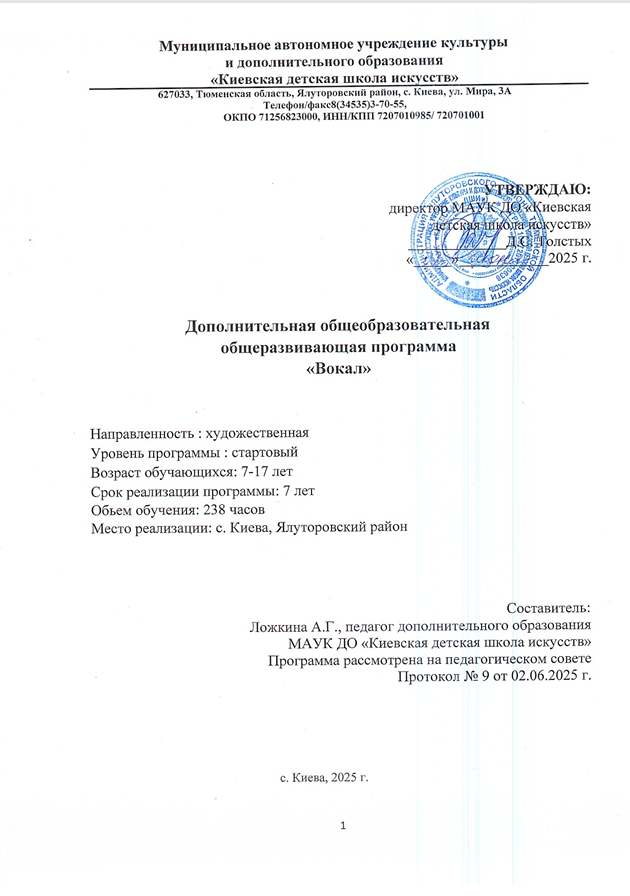 Муниципальное автономное учреждение культуры
и дополнительного образования
«Киевская детская школа искусств»
627033, Тюменская область, Ялуторовский район, с. Киева, ул. Мира, 3А
Телефон/факс8(34535)3-70-55,
ОКПО 71256823000, ИНН/КПП 7207010985/ 720701001
УТВЕРЖДАЮ:
директор МАУК ДО «Киевская
детская школа искусств»
Д.С. Толстых
« » 2025 г.
Дополнительная общеобразовательная
общеразвивающая программа
«Вокал»
Направленность : художественная
Уровень программы : стартовый
Возраст обучающихся: 7-17 лет
Срок реализации программы: 7 лет
Обьем обучения: 238 часов
Место реализации: с. Киева, Ялуторовский район
Составитель:
Ложкина А.Г., педагог дополнительного образования
МАУК ДО «Киевская детская школа искусств»
Программа рассмотрена на педагогическом совете
Протокол № 9 от 02.06.2025 г.
с. Киева, 2025 г.
1